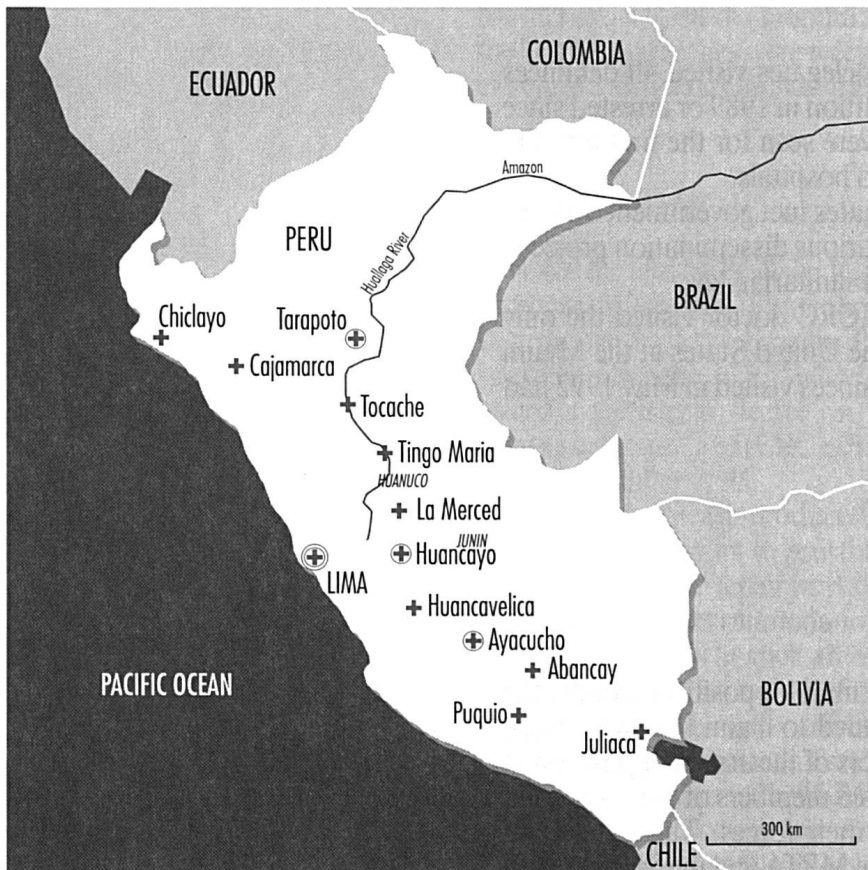 COLOMBIA
ECUADOR
Amazon
PERU
Huallaga River
BRAZIL
Chiclayo
Tarapoto
Cajamarca
Tocache
Tingo Maria
HUANUCO
La Merced
JUNIN
Huancayo
LIMA
Huancavelica
Ayacucho
Abancay
PACIFIC OCEAN
BOLIVIA
Puquio
Juliaca
300 km
CHILE